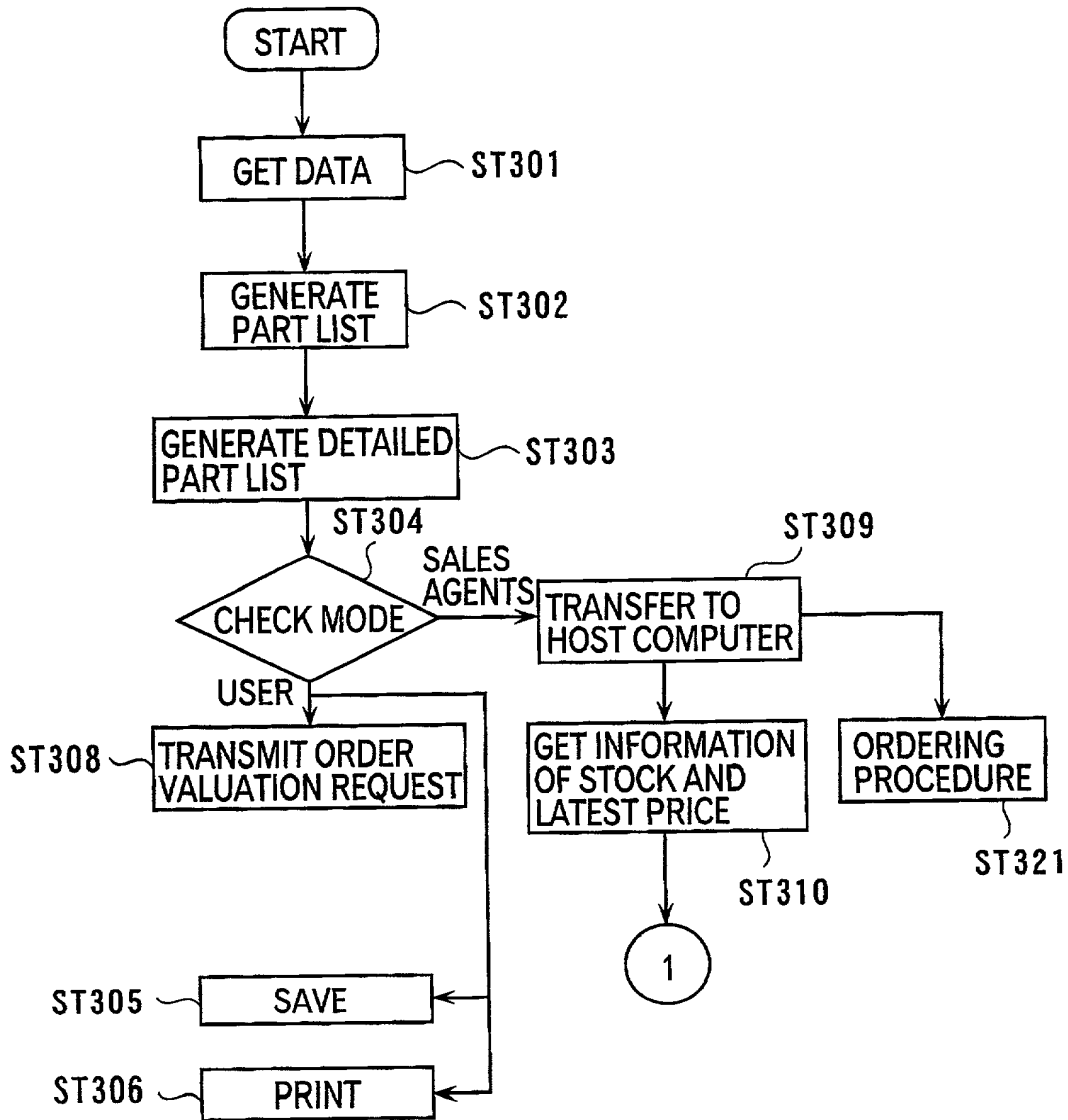 START
GET DATA
ST301
GENERATE
PART LIST
ST302
GENERATE DETAILED
PART LIST
ST303
ST304
CHECK MODE
SALES
AGENTS
ST309
TRANSFER TO
HOST COMPUTER
USER
ST308
TRANSMIT ORDER
VALUATION REQUEST
GET INFORMATION
OF STOCK AND
LATEST PRICE
ST310
ORDERING
PROCEDURE
ST321
1
ST305
SAVE
ST306
PRINT